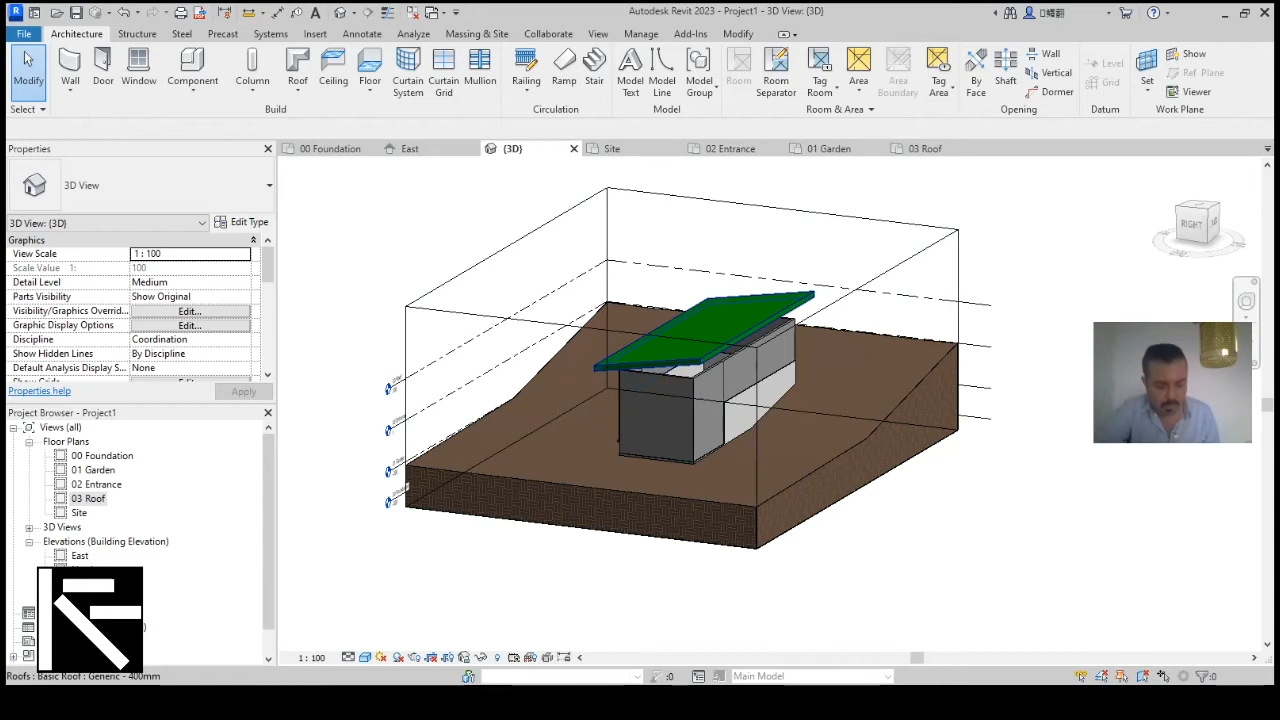 Autodesk Revit 2023 - Project1 - 3D View: {3D}
File Architecture Structure Steel Precast Systems Insert Annotate Analyze Massing & Site Collaborate View Manage Add-Ins Modify
Modify Wall Door Window Component Column Roof Ceiling Floor Curtain System Curtain Grid Mullion Railing Ramp Stair Model Text Model Line Model Group Room Room Separator Tag Room Area Area Boundary Tag Area By Face Shaft Wall Vertical Dormer Level Grid Set Show Ref Plane Viewer
Select Build Circulation Model Room & Area Opening Datum Work Plane
Properties
00 Foundation East {3D} Site 02 Entrance 01 Garden 03 Roof
3D View
3D View: {3D} Edit Type
Graphics
View Scale 1 : 100
Scale Value 1: 100
Detail Level Medium
Parts Visibility Show Original
Visibility/Graphics Overrid... Edit...
Graphic Display Options Edit...
Discipline Coordination
Show Hidden Lines By Discipline
Default Analysis Display S... None
Properties help Apply
Project Browser - Project1
Views (all)
Floor Plans
00 Foundation
01 Garden
02 Entrance
03 Roof
Site
3D Views
Elevations (Building Elevation)
East
RIGHT
1 : 100
Roofs : Basic Roof : Generic - 400mm
:0 Main Model :0